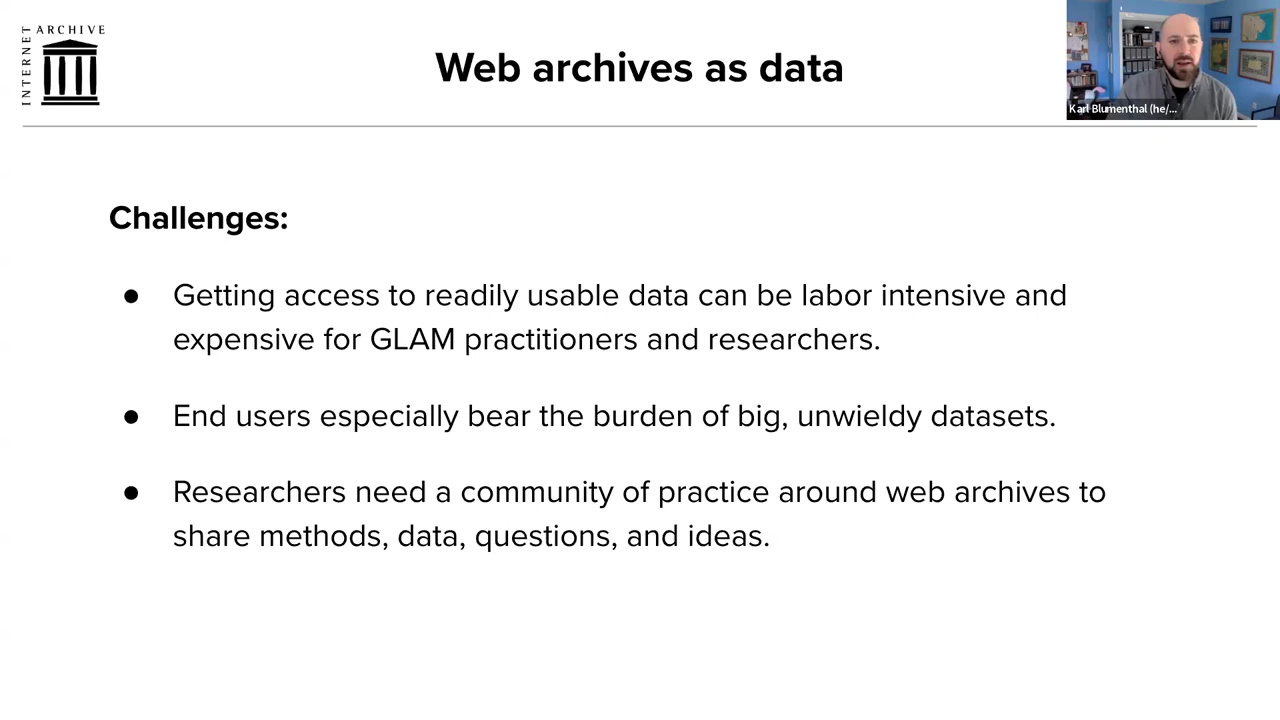 INTERNET ARCHIVE
Web archives as data
Karl Blumenthal (he/...
Challenges:
● Getting access to readily usable data can be labor intensive and
expensive for GLAM practitioners and researchers.
● End users especially bear the burden of big, unwieldy datasets.
● Researchers need a community of practice around web archives to
share methods, data, questions, and ideas.